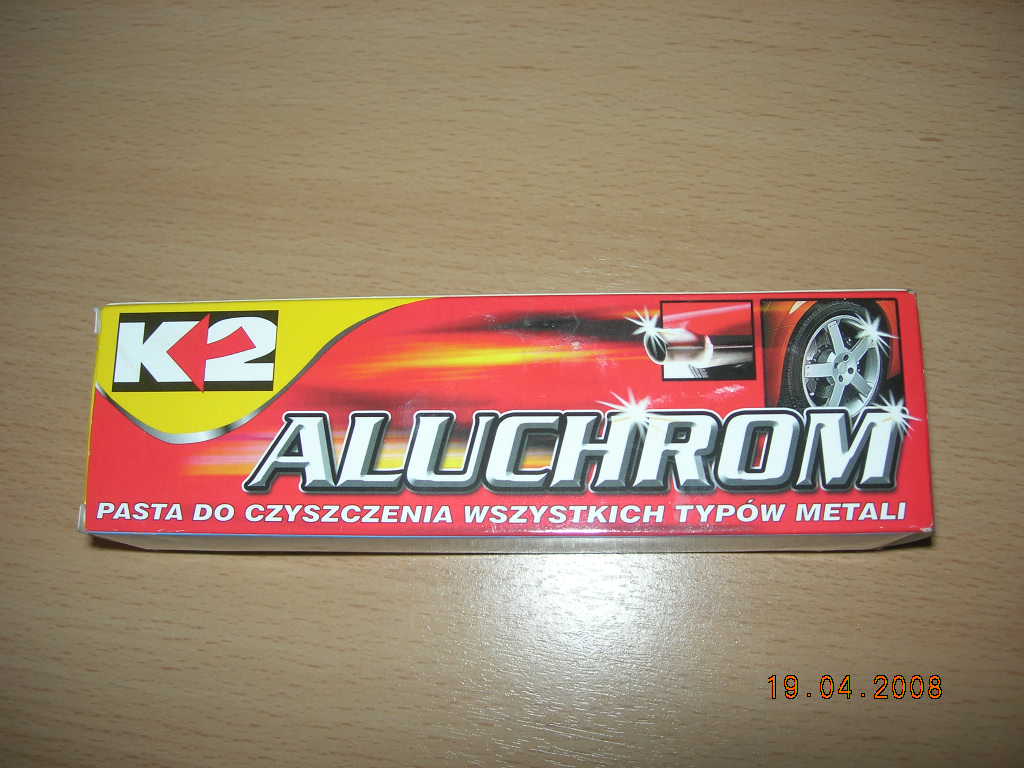 K2
ALUCHROM
PASTA DO CZYSZCZENIA WSZYSTKICH TYPÓW METALI
19.04.2008